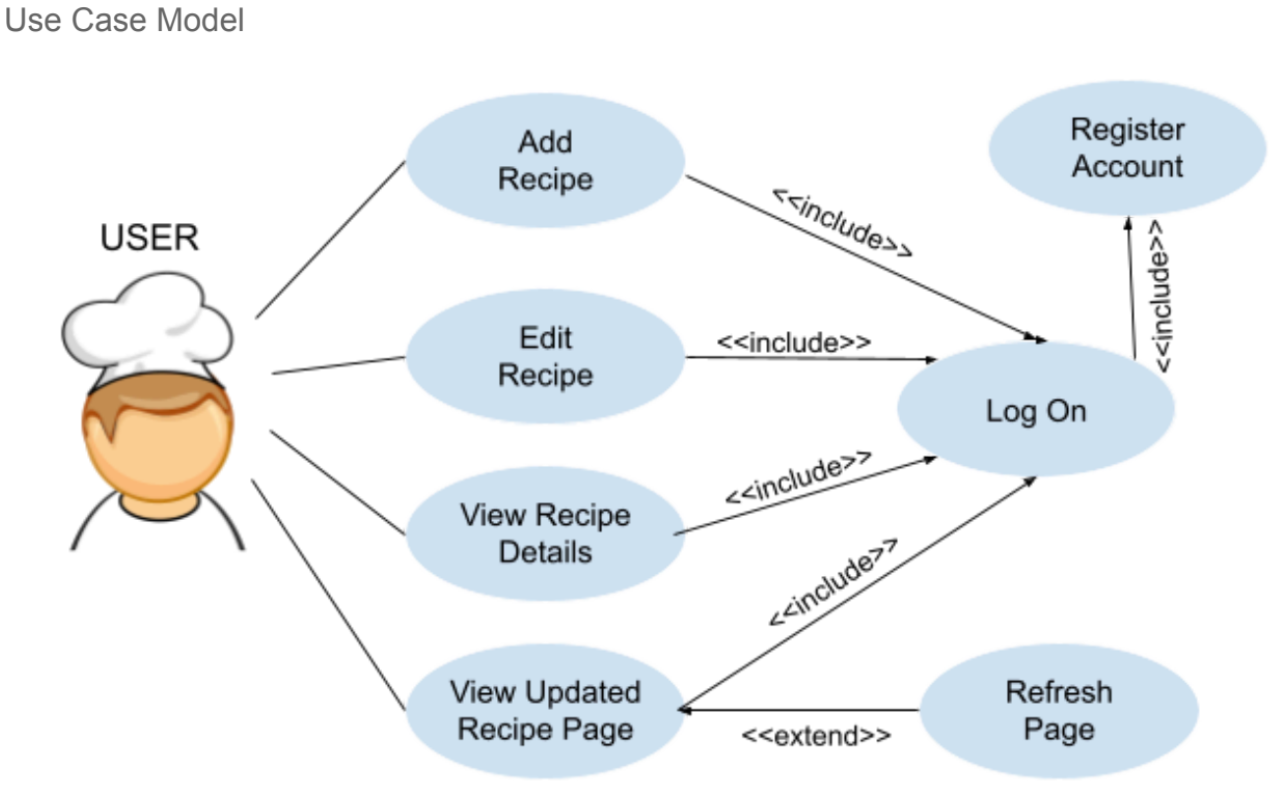 Use Case Model
Add
Recipe
Register
Account
USER
<<include>>
<<include>>
Edit
Recipe
<<include>>
Log On
View Recipe
Details
<<include>>
<<include>>
View Updated
Recipe Page
Refresh
Page
<<extend>>